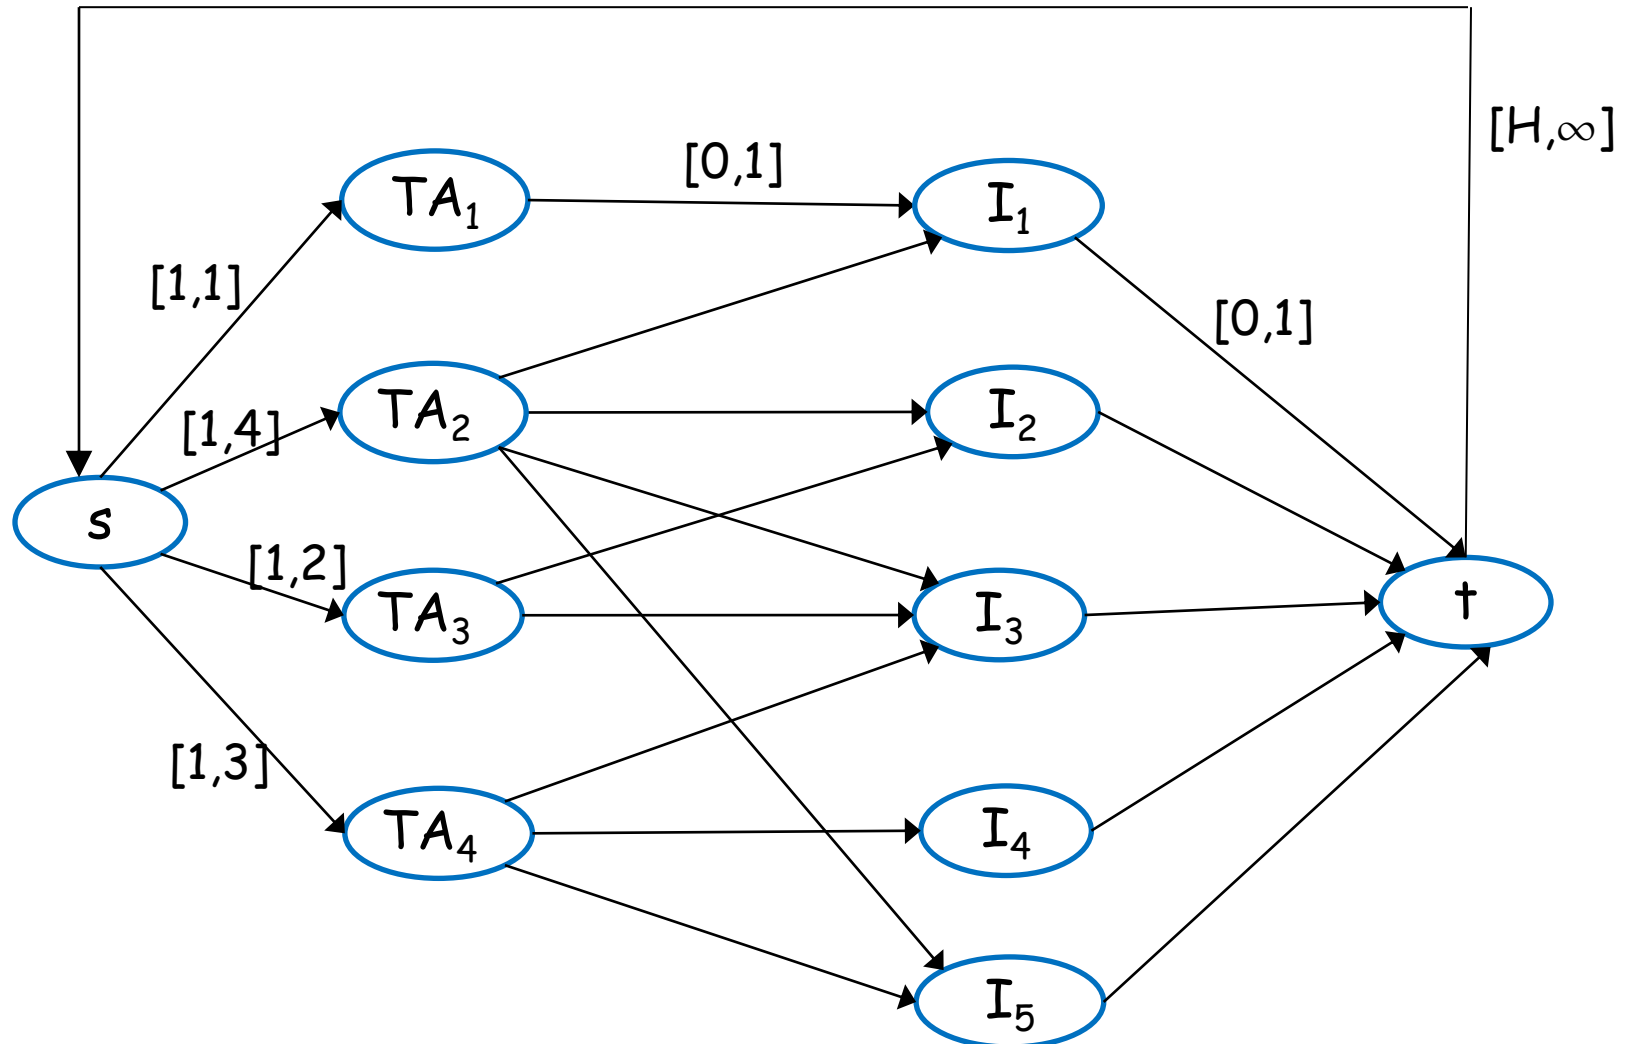 [H,∞]
[0,1]
TA₁
I₁
[1,1]
[0,1]
TA₂
I₂
[1,4]
s
[1,2]
TA₃
I₃
t
[1,3]
TA₄
I₄
I₅